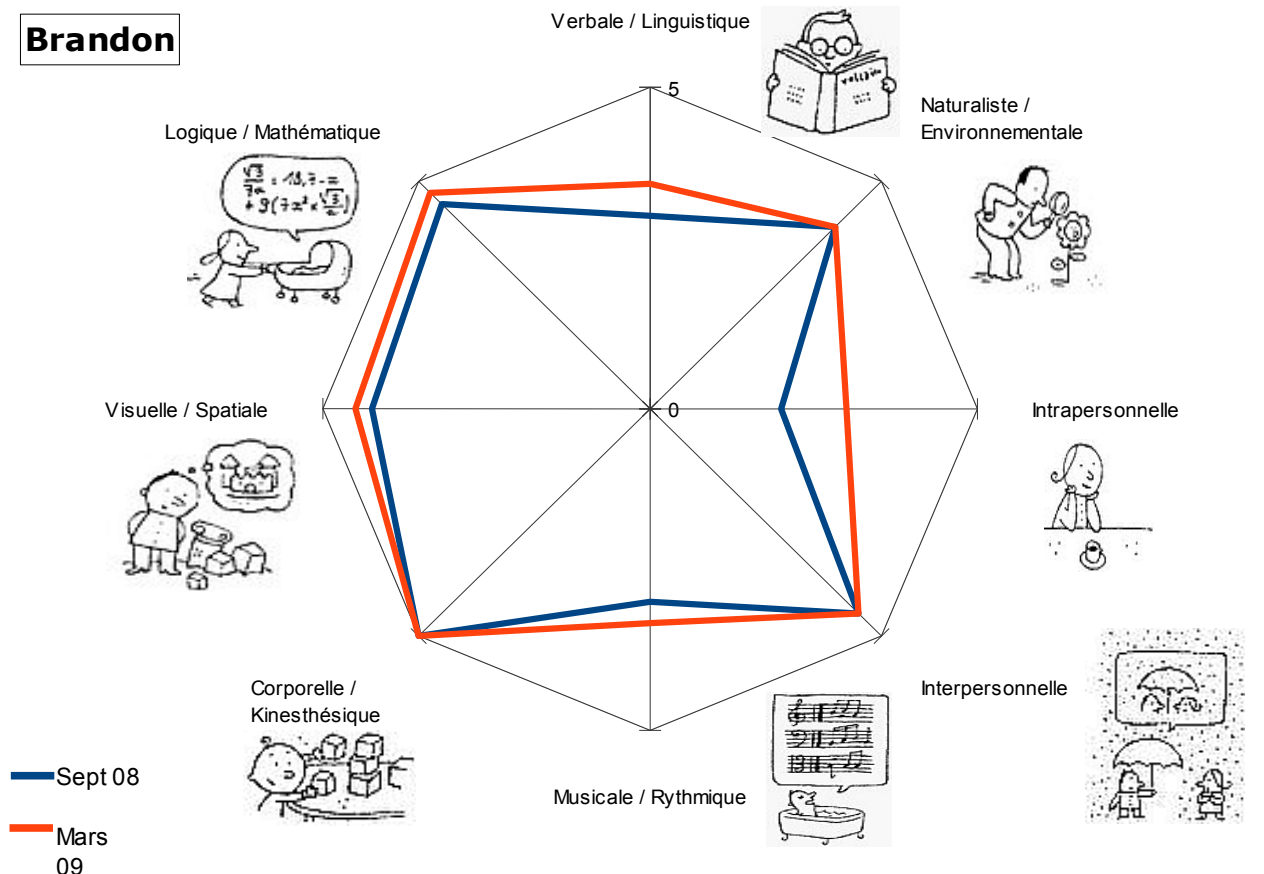 Brandon
Verbale / Linguistique
5
Naturaliste /
Environnementale
Logique / Mathématique
0
Visuelle / Spatiale
Intrapersonnelle
Corporelle /
Kinesthésique
Interpersonnelle
Musicale / Rythmique
Sept 08
Mars
09